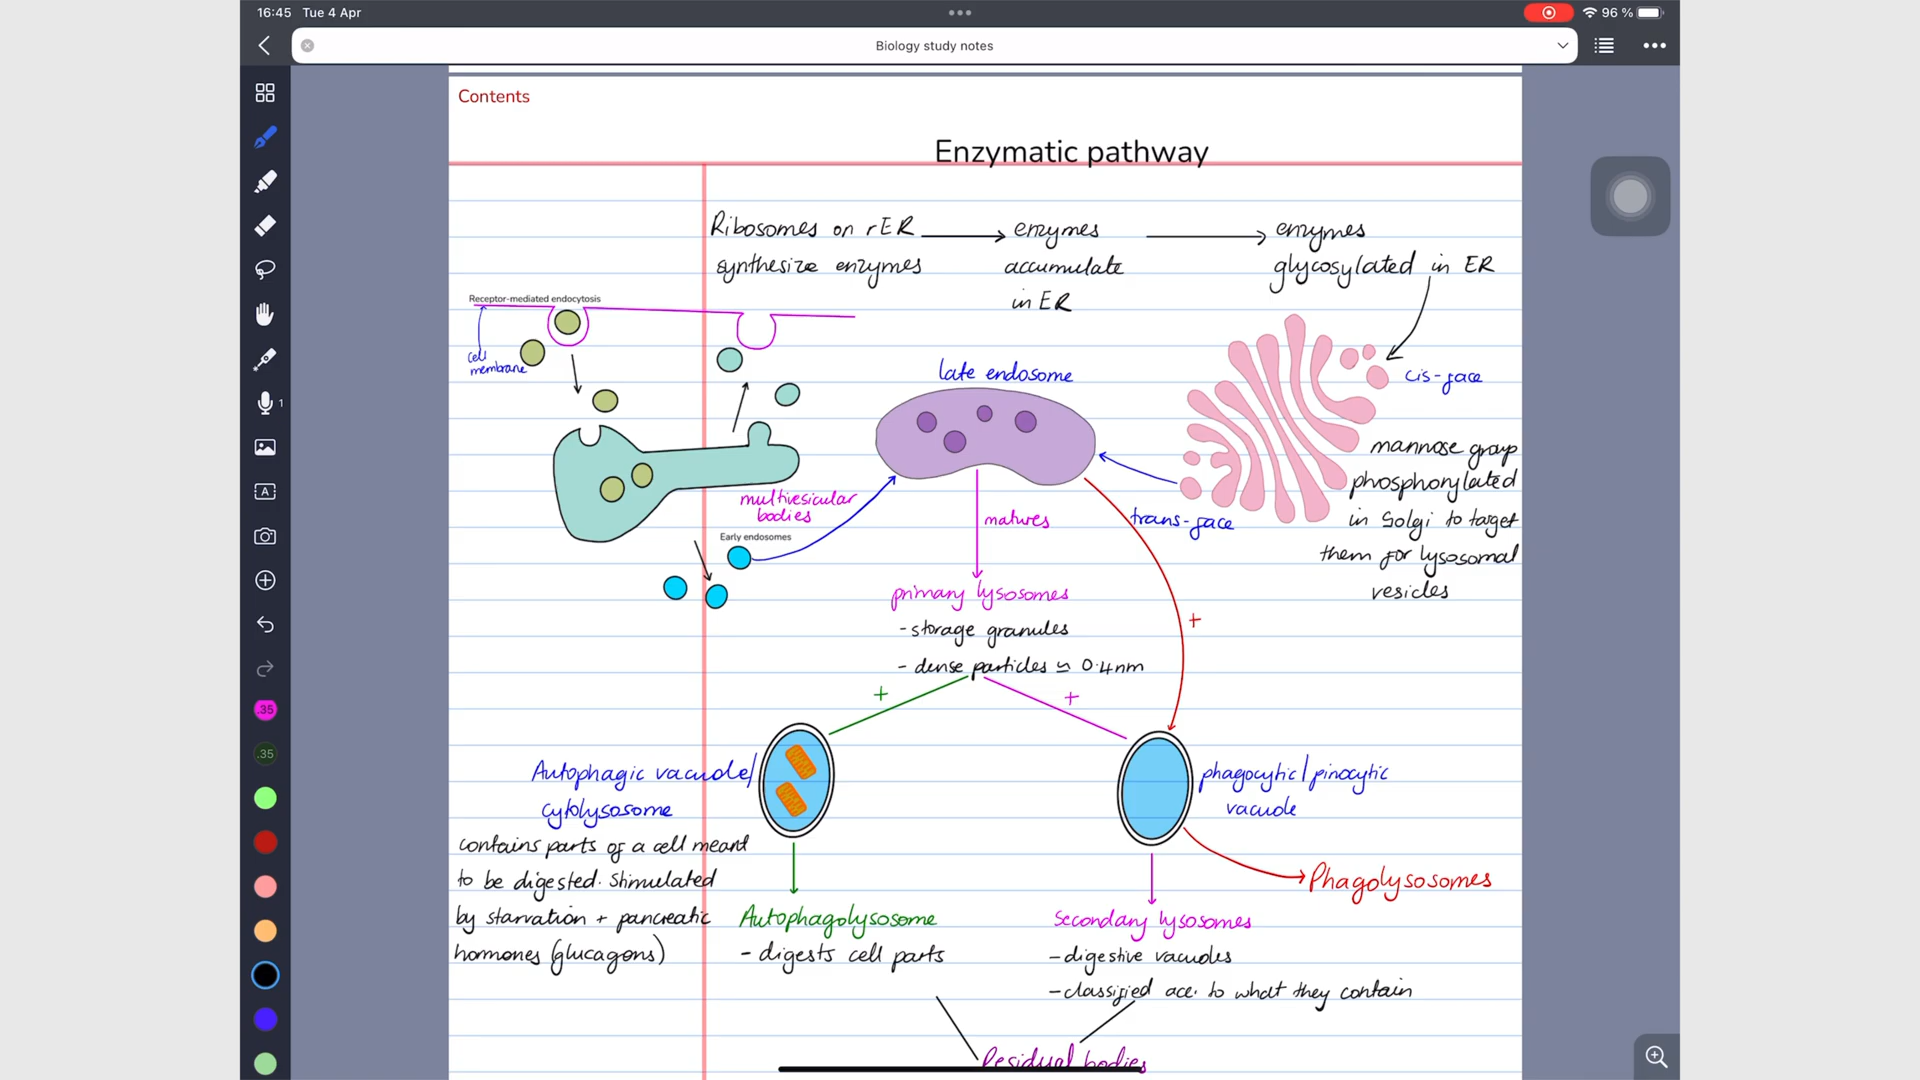 16:45 Tue 4 Apr
96 %
Biology study notes
Contents
Enzymatic pathway
Ribosomes on rER
synthesize enzymes
enzymes
accumulate
in ER
enzymes
glycosylated in ER
Receptor-mediated endocytosis
cell
membrane
late endosome
cis-face
mannose group
phosphorylated
in Golgi to target
them for lysosomal
vesicles
multivesicular
bodies
Early endosomes
matures
trans-face
primary lysosomes
-storage granules
- dense particles ≃ 0.4nm
+
+
+
Autophagic vacuole/
cytolysosome
contains parts of a cell meant
to be digested. Stimulated
by starvation + pancreatic
hormones (glucagons)
phagocytic/pinocytic
vacuole
Phagolysosomes
Autophagolysosome
- digests cell parts
Secondary lysosomes
-digestive vacuoles
-classified acc. to what they contain
Residual bodies
1
A
.35
.35